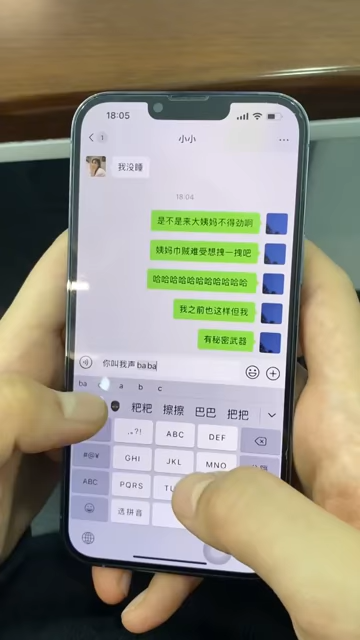 18:05
1
小小
我没睡
18:04
是不是来大姨妈不得劲啊
姨妈巾贼难受想拽一拽吧
哈哈哈哈哈哈哈哈哈哈哈
我之前也这样但我
有秘密武器
你叫我声baba
ba a b c
粑粑 擦擦 巴巴 把把
,。?! ABC DEF
#@¥ GHI JKL MNO
ABC PQRS
选拼音